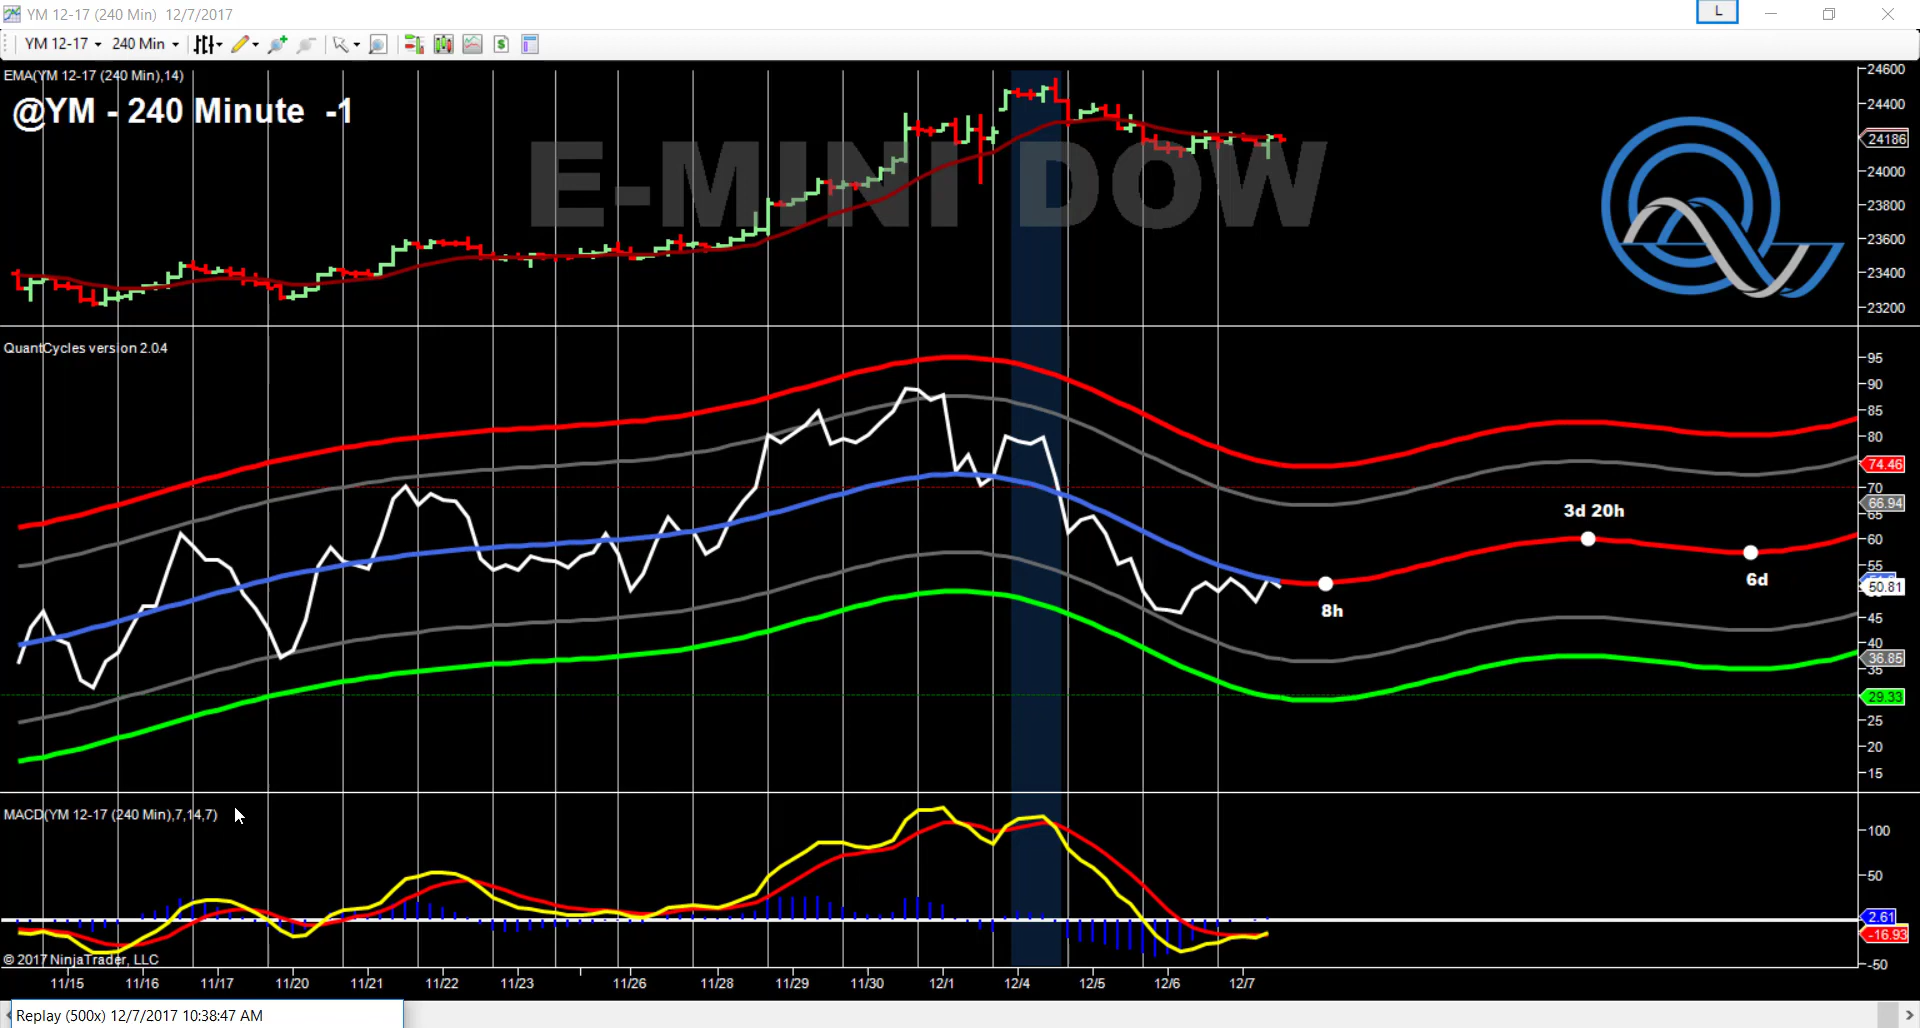 YM 12-17 (240 Min)  12/7/2017
L
YM 12-17  240 Min
EMA(YM 12-17 (240 Min),14)
@YM - 240 Minute  -1
E-MINI DOW
24600
24400
24186
24000
23800
23600
23400
23200
QuantCycles version 2.0.4
95
90
85
80
74.46
70
66.94
65
60
55
50.81
45
40
36.85
35
29.33
25
20
15
3d 20h
8h
6d
MACD(YM 12-17 (240 Min),7,14,7)
100
50
2.61
-16.93
-50
© 2017 NinjaTrader, LLC
11/15 11/16 11/17 11/20 11/21 11/22 11/23 11/26 11/27 11/28 11/29 11/30 12/1 12/4 12/5 12/6 12/7
Replay (500x) 12/7/2017 10:38:47 AM